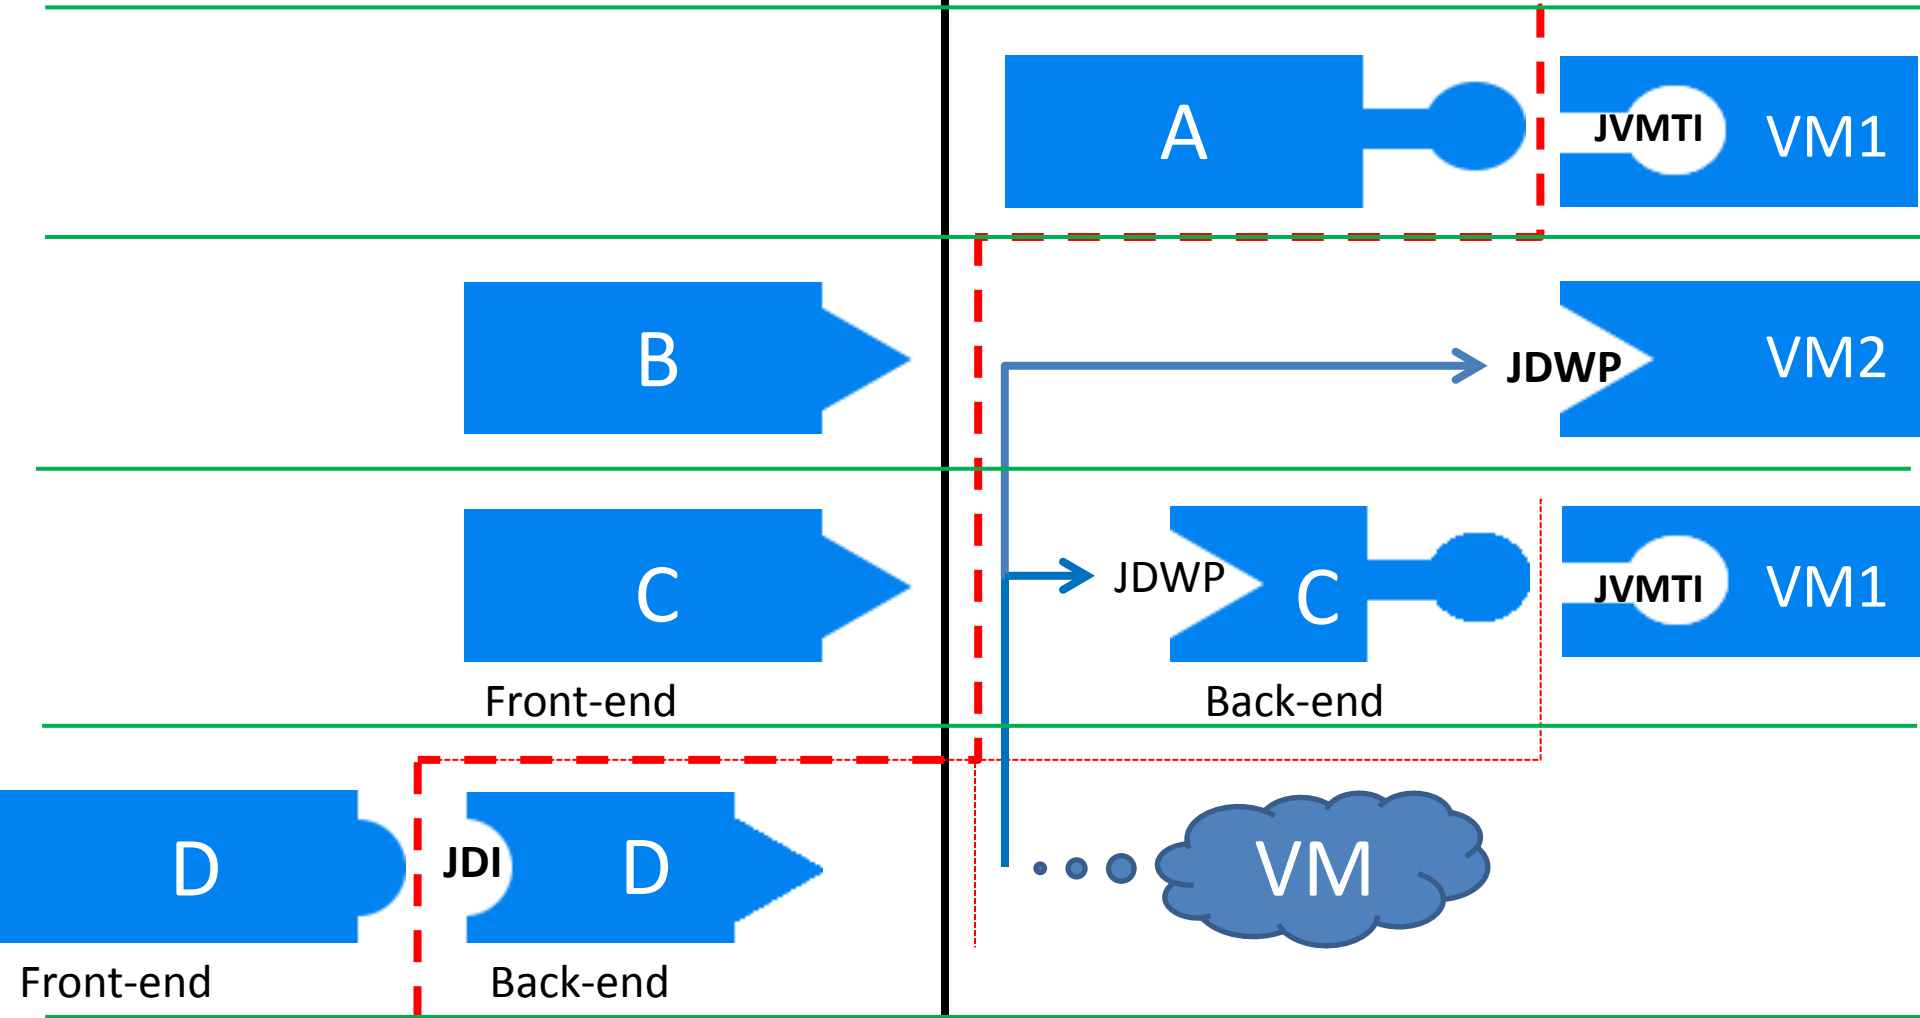 A
JVMTI
VM1
B
JDWP
VM2
C
JDWP
C
JVMTI
VM1
Front-end
Back-end
D
JDI
D
VM
Front-end
Back-end